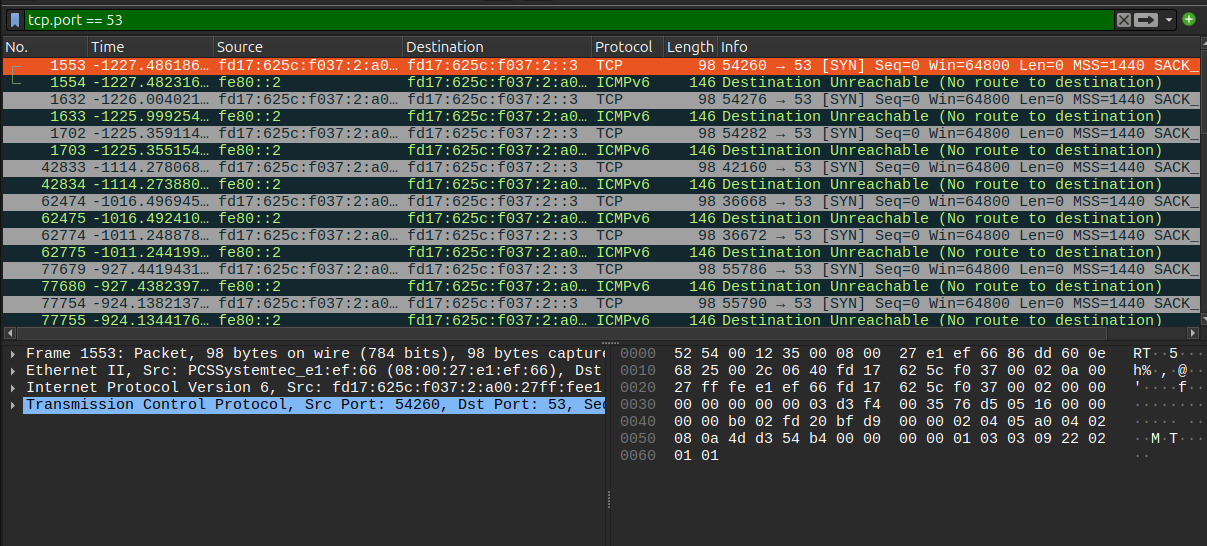 tcp.port == 53
No. Time Source Destination Protocol Length Info
1553 -1227.486186… fd17:625c:f037:2:a0… fd17:625c:f037:2::3 TCP 98 54260 → 53 [SYN] Seq=0 Win=64800 Len=0 MSS=1440 SACK_
1554 -1227.482316… fe80::2 fd17:625c:f037:2:a0… ICMPv6 146 Destination Unreachable (No route to destination)
1632 -1226.004021… fd17:625c:f037:2:a0… fd17:625c:f037:2::3 TCP 98 54276 → 53 [SYN] Seq=0 Win=64800 Len=0 MSS=1440 SACK_
1633 -1225.999254… fe80::2 fd17:625c:f037:2:a0… ICMPv6 146 Destination Unreachable (No route to destination)
1702 -1225.359114… fd17:625c:f037:2:a0… fd17:625c:f037:2::3 TCP 98 54282 → 53 [SYN] Seq=0 Win=64800 Len=0 MSS=1440 SACK_
1703 -1225.355154… fe80::2 fd17:625c:f037:2:a0… ICMPv6 146 Destination Unreachable (No route to destination)
42833 -1114.278068… fd17:625c:f037:2:a0… fd17:625c:f037:2::3 TCP 98 42160 → 53 [SYN] Seq=0 Win=64800 Len=0 MSS=1440 SACK_
42834 -1114.273880… fe80::2 fd17:625c:f037:2:a0… ICMPv6 146 Destination Unreachable (No route to destination)
62474 -1016.496945… fd17:625c:f037:2:a0… fd17:625c:f037:2::3 TCP 98 36668 → 53 [SYN] Seq=0 Win=64800 Len=0 MSS=1440 SACK_
62475 -1016.492410… fe80::2 fd17:625c:f037:2:a0… ICMPv6 146 Destination Unreachable (No route to destination)
62774 -1011.248878… fd17:625c:f037:2:a0… fd17:625c:f037:2::3 TCP 98 36672 → 53 [SYN] Seq=0 Win=64800 Len=0 MSS=1440 SACK_
62775 -1011.244199… fe80::2 fd17:625c:f037:2:a0… ICMPv6 146 Destination Unreachable (No route to destination)
77679 -927.4419431… fd17:625c:f037:2:a0… fd17:625c:f037:2::3 TCP 98 55786 → 53 [SYN] Seq=0 Win=64800 Len=0 MSS=1440 SACK_
77680 -927.4382397… fe80::2 fd17:625c:f037:2:a0… ICMPv6 146 Destination Unreachable (No route to destination)
77754 -924.1382137… fd17:625c:f037:2:a0… fd17:625c:f037:2::3 TCP 98 55790 → 53 [SYN] Seq=0 Win=64800 Len=0 MSS=1440 SACK_
77755 -924.1344176… fe80::2 fd17:625c:f037:2:a0… ICMPv6 146 Destination Unreachable (No route to destination)
Frame 1553: Packet, 98 bytes on wire (784 bits), 98 bytes capture
Ethernet II, Src: PCSSystemtec_e1:ef:66 (08:00:27:e1:ef:66), Dst
Internet Protocol Version 6, Src: fd17:625c:f037:2:a00:27ff:fee1
Transmission Control Protocol, Src Port: 54260, Dst Port: 53, Seq
0000 52 54 00 12 35 00 08 00 27 e1 ef 66 86 dd 60 0e RT··5···
0010 68 25 00 2c 06 40 fd 17 62 5c f0 37 00 02 0a 00 h%·,·@··
0020 27 ff fe e1 ef 66 fd 17 62 5c f0 37 00 02 00 00 '····f··
0030 00 00 00 00 00 03 d3 f4 00 35 76 d5 05 16 00 00 ········
0040 00 00 b0 02 fd 20 bf d9 00 00 02 04 05 a0 04 02 ····· ··
0050 08 0a 4d d3 54 b4 00 00 00 00 01 03 03 09 22 02 ··M·T···
0060 01 01 ··